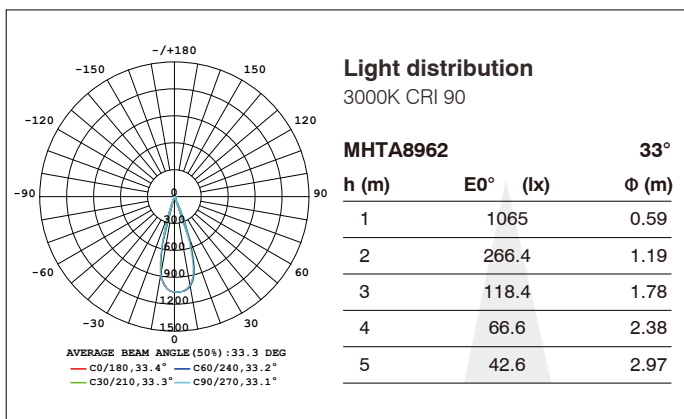 -/+180
-150 150
-120 120
-90 90
-60 60
-30 30
0
0
300
600
900
1200
1500
AVERAGE BEAM ANGLE(50%):33.3 DEG
C0/180,33.4° C60/240,33.2°
C30/210,33.3° C90/270,33.1°
Light distribution
3000K CRI 90
MHTA8962 33°
h (m) E0° (lx) Φ (m)
1 1065 0.59
2 266.4 1.19
3 118.4 1.78
4 66.6 2.38
5 42.6 2.97